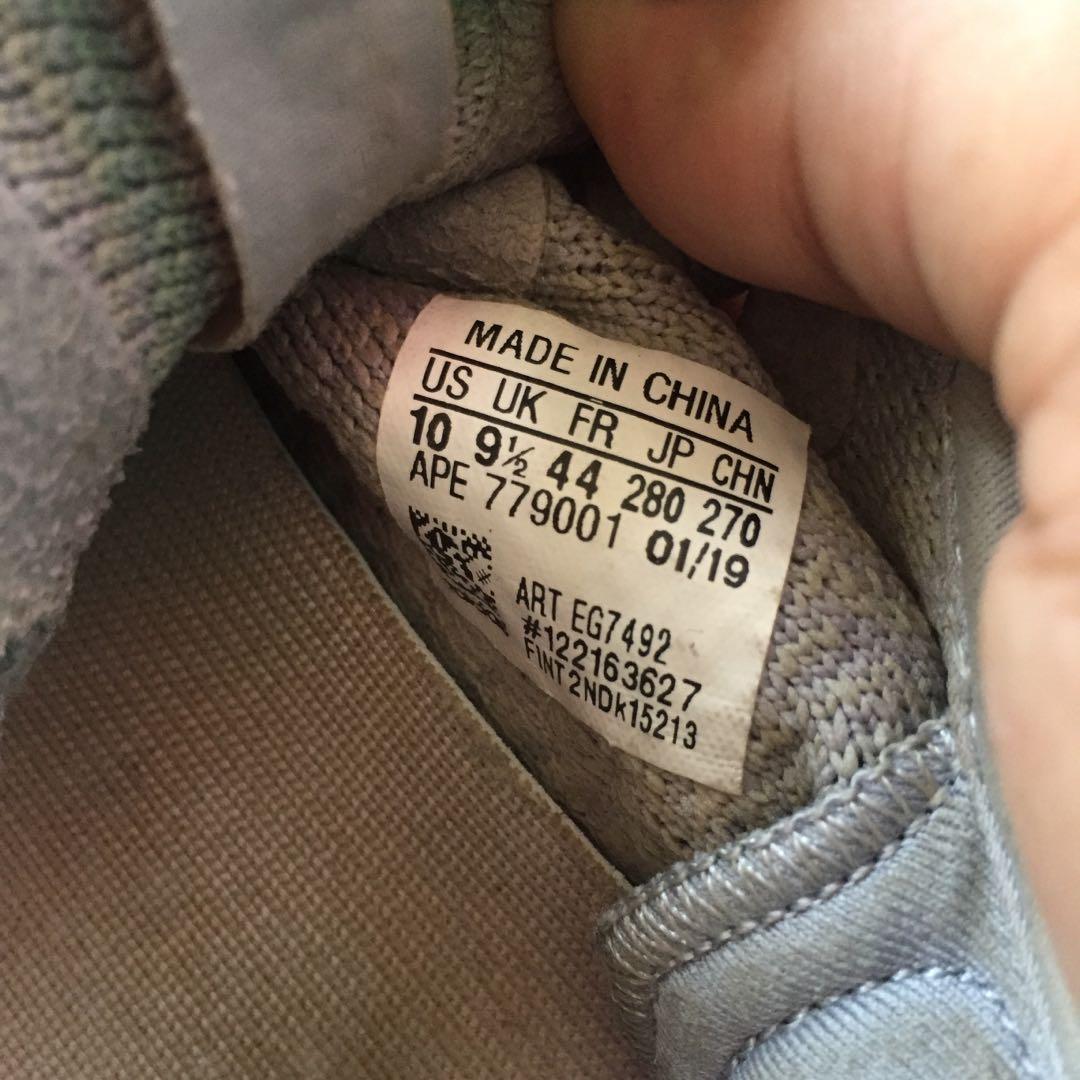 MADE IN CHINA
US UK FR JP CHN
10 9½ 44 280 270
APE 779001 01/19
ART EG7492
#122163627
F1NT2NDk15213